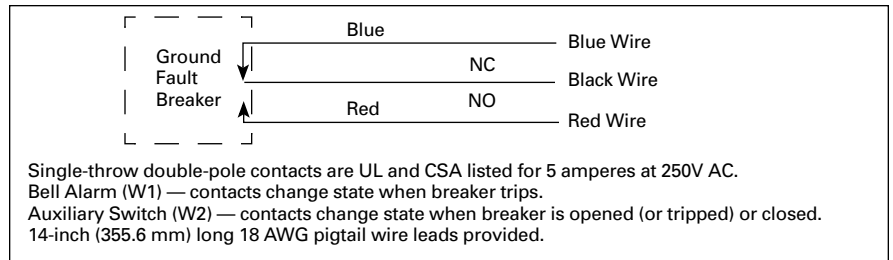 Blue
Blue Wire
Ground
Fault
Breaker
NC
Black Wire
NO
Red
Red Wire
Single-throw double-pole contacts are UL and CSA listed for 5 amperes at 250V AC.
Bell Alarm (W1) — contacts change state when breaker trips.
Auxiliary Switch (W2) — contacts change state when breaker is opened (or tripped) or closed.
14-inch (355.6 mm) long 18 AWG pigtail wire leads provided.